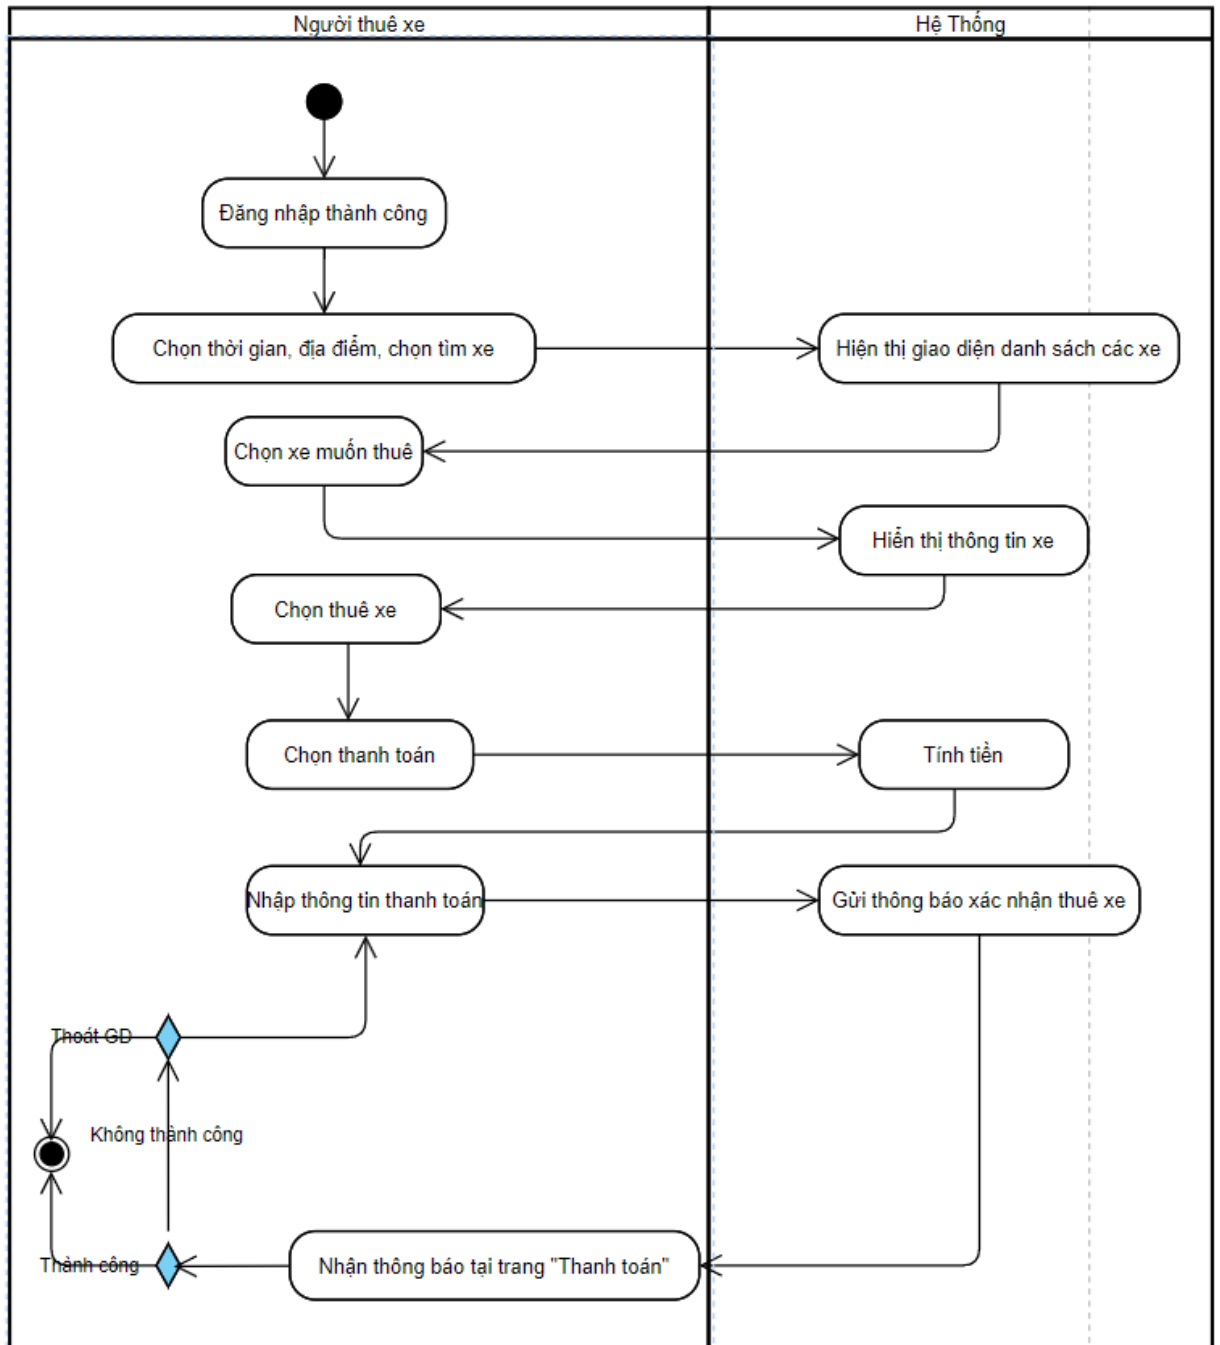 Người thuê xe
Hệ Thống
Đăng nhập thành công
Chọn thời gian, địa điểm, chọn tìm xe
Hiện thị giao diện danh sách các xe
Chọn xe muốn thuê
Hiển thị thông tin xe
Chọn thuê xe
Chọn thanh toán
Tính tiền
Nhập thông tin thanh toán
Gửi thông báo xác nhận thuê xe
Thoát GD
Không thành công
Thành công
Nhận thông báo tại trang "Thanh toán"